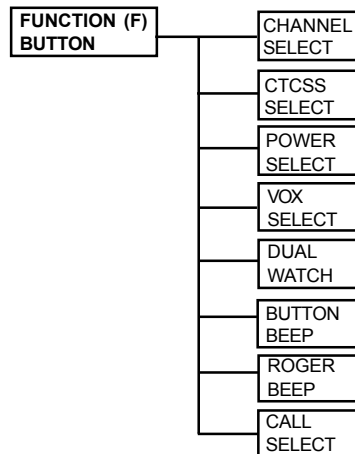 FUNCTION (F)
BUTTON
CHANNEL
SELECT
CTCSS
SELECT
POWER
SELECT
VOX
SELECT
DUAL
WATCH
BUTTON
BEEP
ROGER
BEEP
CALL
SELECT